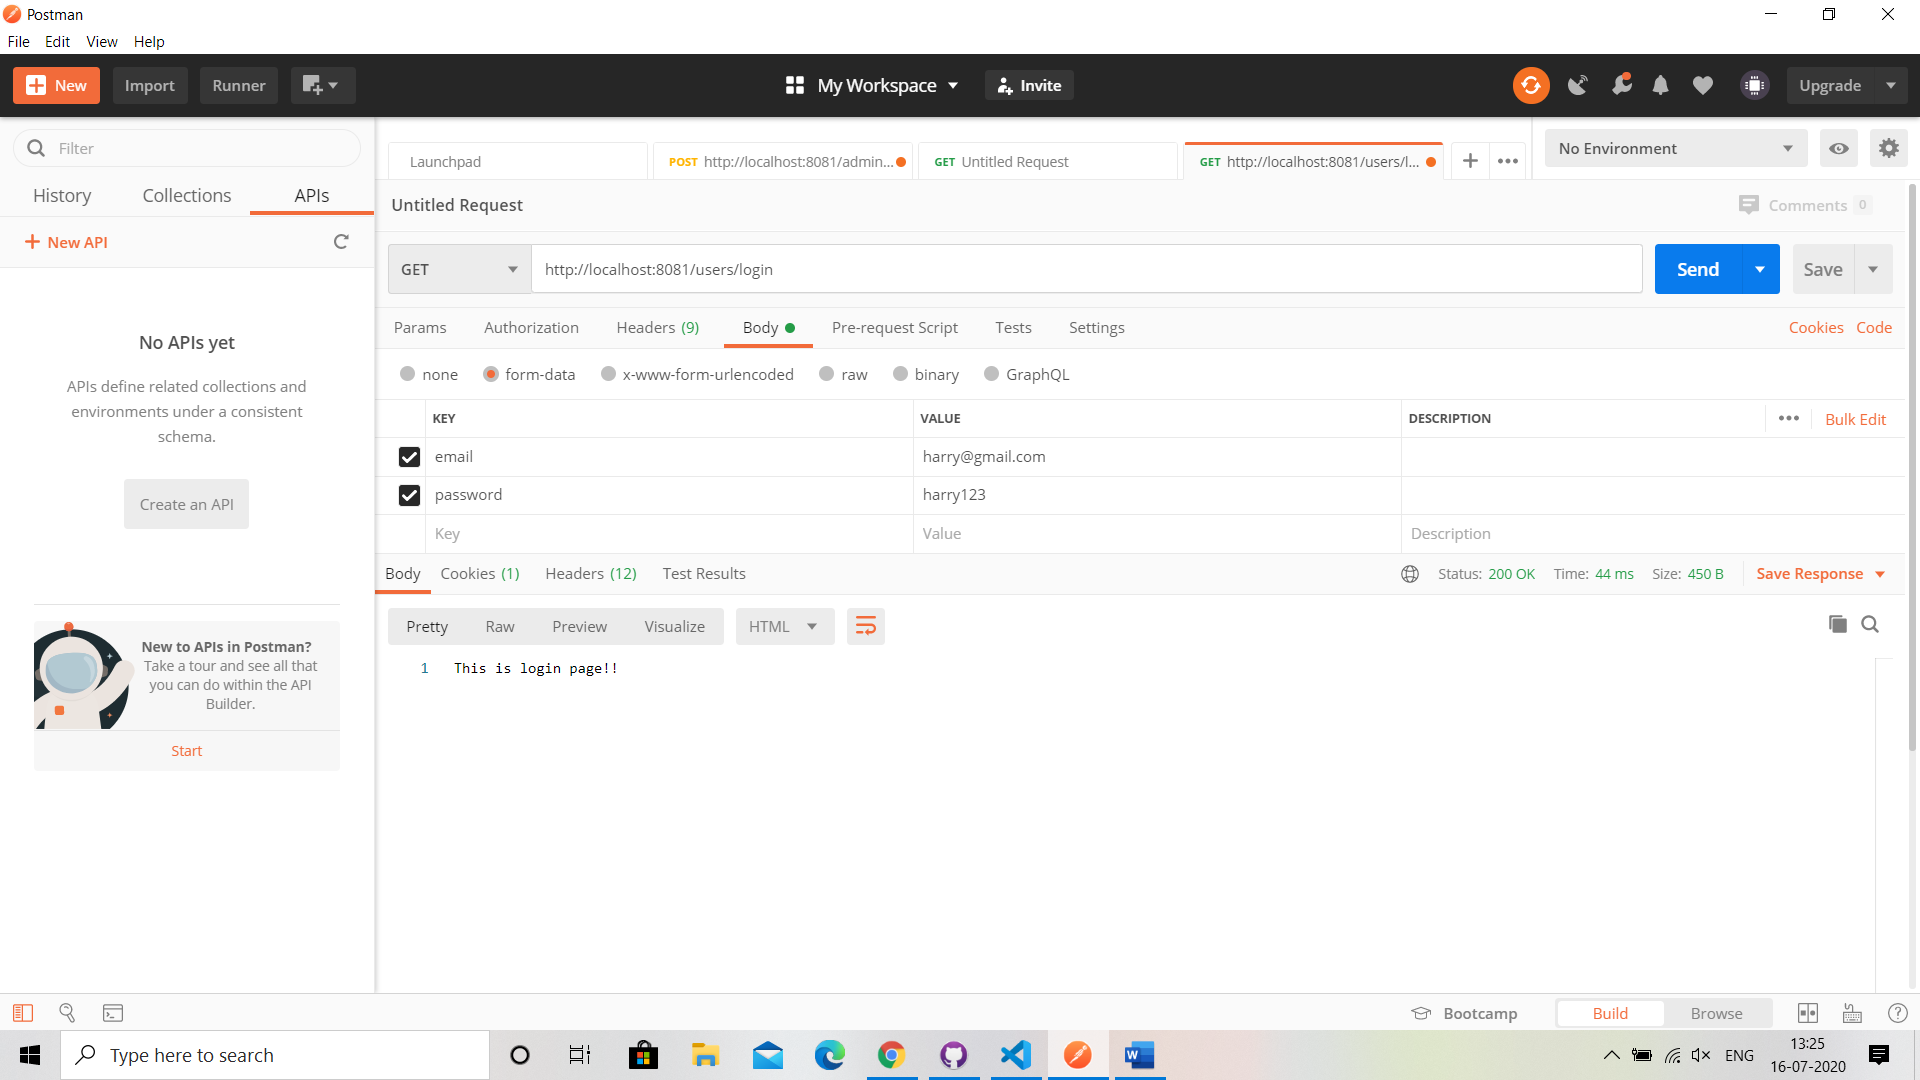 Postman
File Edit View Help
New Import Runner My Workspace Invite Upgrade
Filter
History Collections APIs
New API
No APIs yet
APIs define related collections and
environments under a consistent
schema.
Create an API
New to APIs in Postman?
Take a tour and see all that
you can do within the API
Builder.
Start
Launchpad POST http://localhost:8081/admin... GET Untitled Request GET http://localhost:8081/users/l... No Environment
Untitled Request Comments 0
GET http://localhost:8081/users/login Send Save
Params Authorization Headers (9) Body Pre-request Script Tests Settings Cookies Code
none form-data x-www-form-urlencoded raw binary GraphQL
KEY VALUE DESCRIPTION Bulk Edit
email harry@gmail.com
password harry123
Key Value Description
Body Cookies (1) Headers (12) Test Results Status: 200 OK Time: 44 ms Size: 450 B Save Response
Pretty Raw Preview Visualize HTML
1 This is login page!!
Bootcamp Build Browse
Type here to search ENG 13:25
16-07-2020